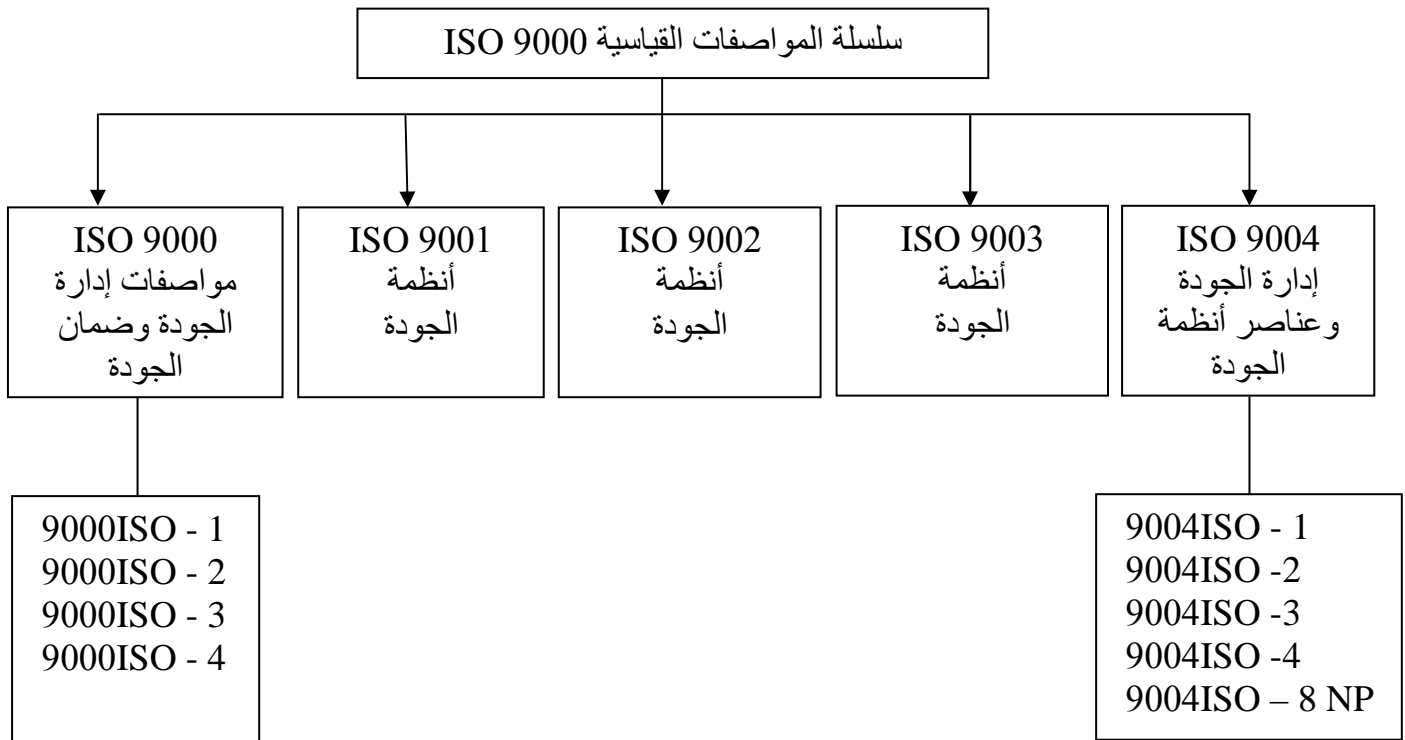 سلسلة المواصفات القياسية ISO 9000
ISO 9000
مواصفات إدارة
الجودة وضمان
الجودة
ISO 9001
أنظمة
الجودة
ISO 9002
أنظمة
الجودة
ISO 9003
أنظمة
الجودة
ISO 9004
إدارة الجودة
وعناصر أنظمة
الجودة
9000ISO - 1
9000ISO - 2
9000ISO - 3
9000ISO - 4
9004ISO - 1
9004ISO -2
9004ISO -3
9004ISO -4
9004ISO – 8 NP